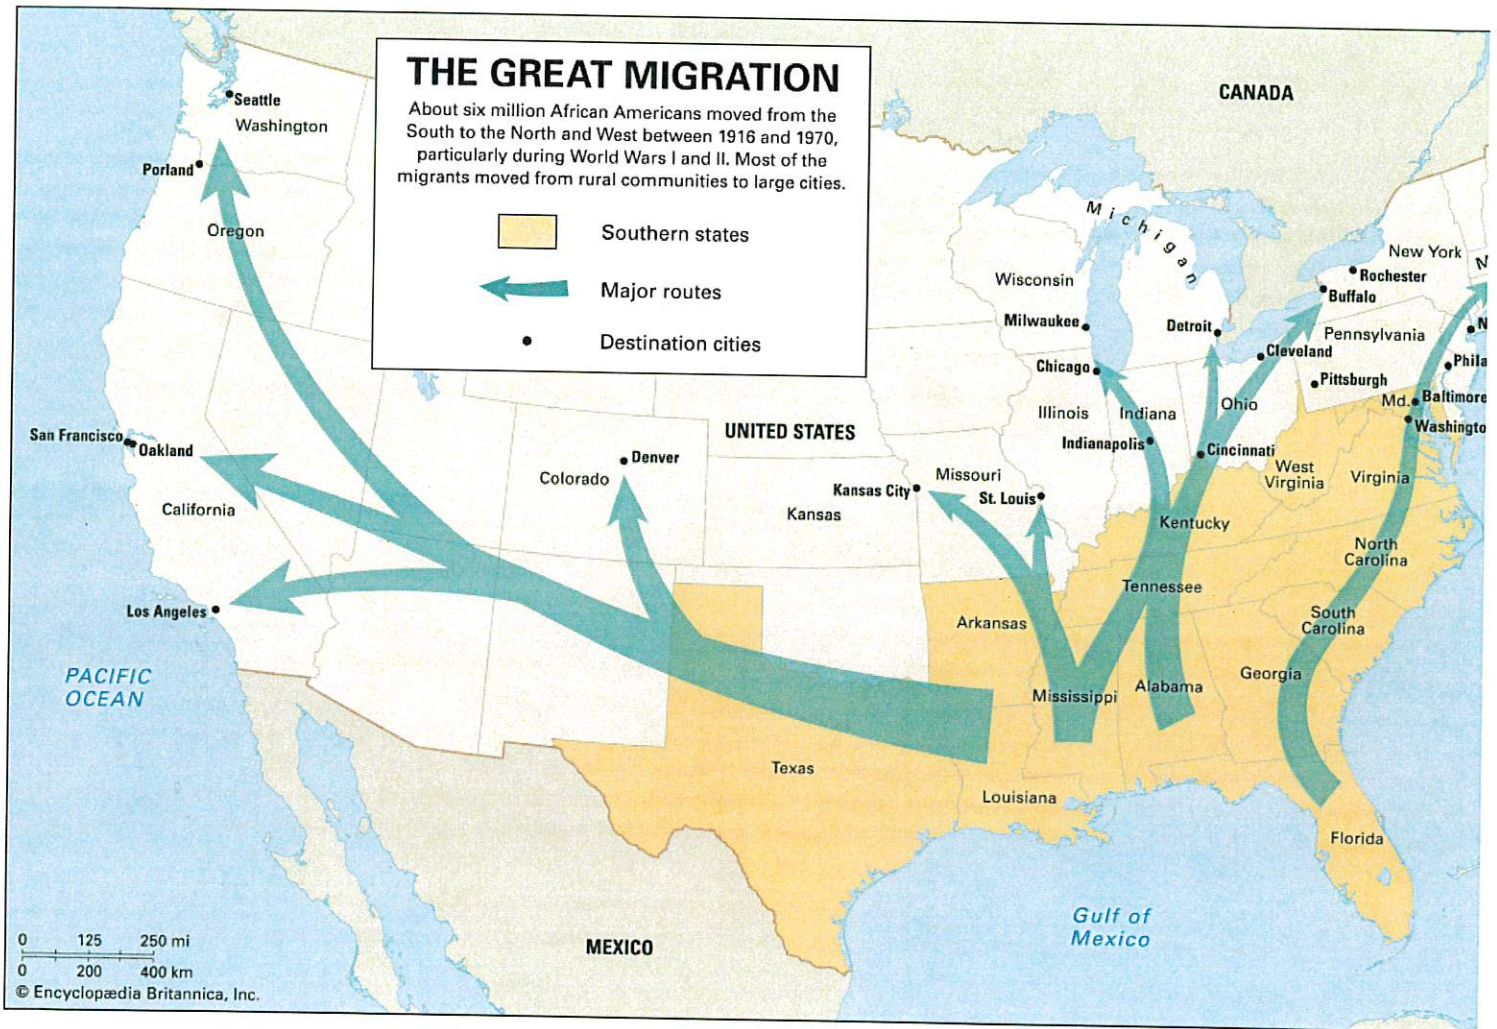 THE GREAT MIGRATION
About six million African Americans moved from the
South to the North and West between 1916 and 1970,
particularly during World Wars I and II. Most of the
migrants moved from rural communities to large cities.
Southern states
Major routes
Destination cities
CANADA
Seattle
Washington
Porland
Oregon
Michigan
New York
Rochester
Buffalo
Wisconsin
Milwaukee
Detroit
Pennsylvania
Cleveland
Chicago
Pittsburgh
Phila
Md.
Baltimore
Illinois
Indiana
Ohio
Washingto
UNITED STATES
San Francisco
Oakland
Denver
Colorado
Indianapolis
Cincinnati
West
Virginia
Virginia
Missouri
Kansas City
St. Louis
Kansas
California
Kentucky
North
Carolina
Tennessee
Los Angeles
Arkansas
South
Carolina
PACIFIC
OCEAN
Mississippi
Alabama
Georgia
Texas
Louisiana
Florida
Gulf of
Mexico
MEXICO
0 125 250 mi
0 200 400 km
© Encyclopædia Britannica, Inc.
N
N